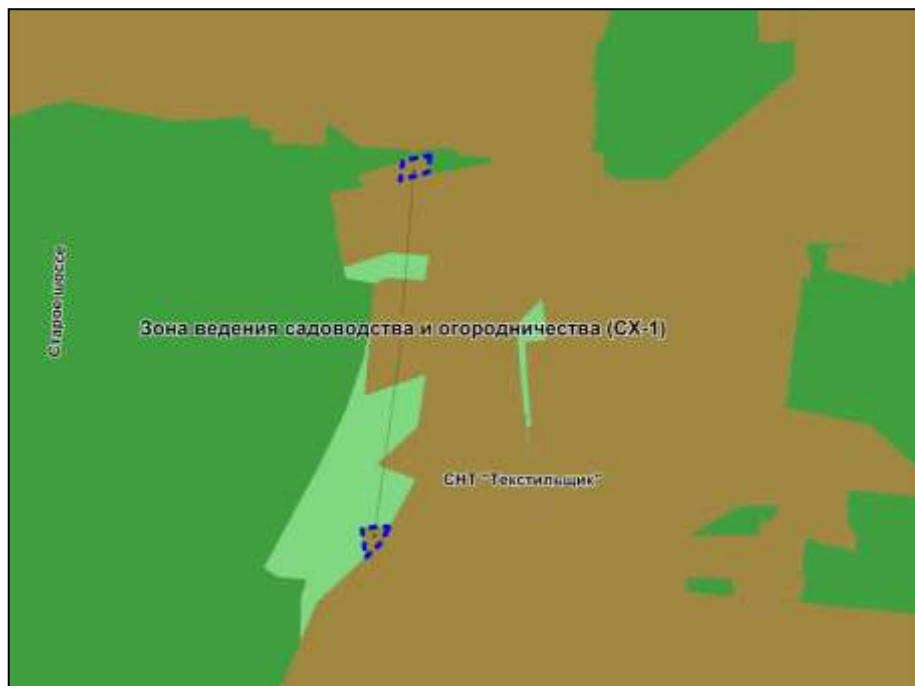 Старое шоссе
Зона ведения садоводства и огородничества (СХ-1)
СНТ "Текстильщик"